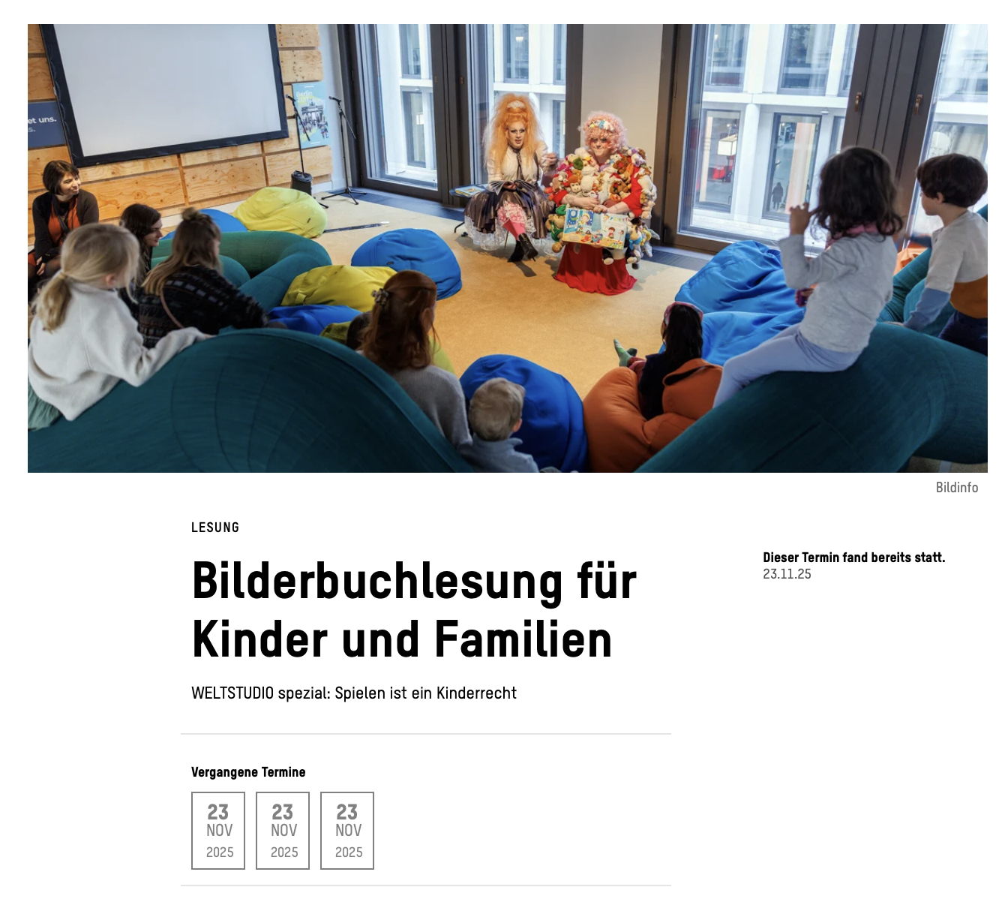 et uns.
s.
Berlin
Bildinfo
LESUNG
Bilderbuchlesung für
Kinder und Familien
WELTSTUDIO spezial: Spielen ist ein Kinderrecht
Dieser Termin fand bereits statt.
23.11.25
Vergangene Termine
23 23 23
NOV NOV NOV
2025 2025 2025